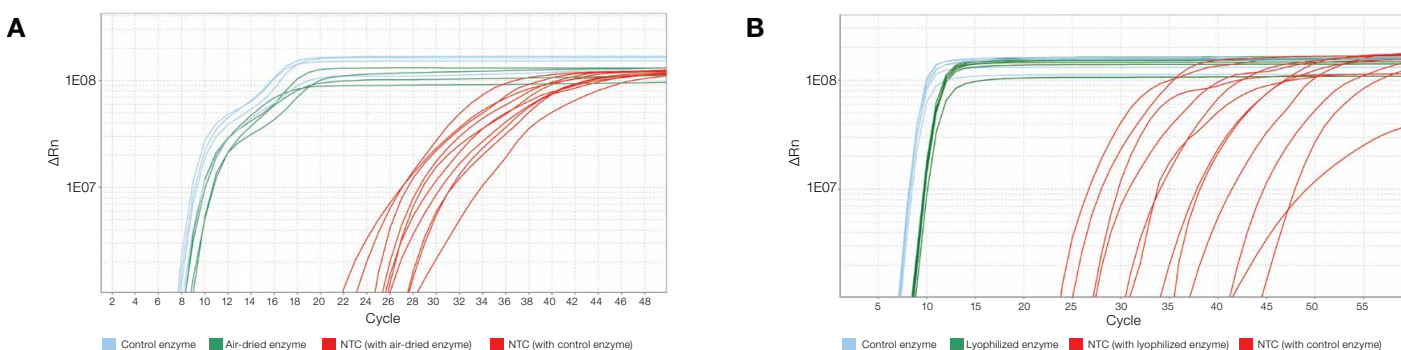 A
ΔRn
1E08
1E07
2 4 6 8 10 12 14 16 18 20 22 24 26 28 30 32 34 36 38 40 42 44 46 48
Cycle
Control enzyme Air-dried enzyme NTC (with air-dried enzyme) NTC (with control enzyme)
B
ΔRn
1E08
1E07
5 10 15 20 25 30 35 40 45 50 55
Cycle
Control enzyme Lyophilized enzyme NTC (with lyophilized enzyme) NTC (with control enzyme)